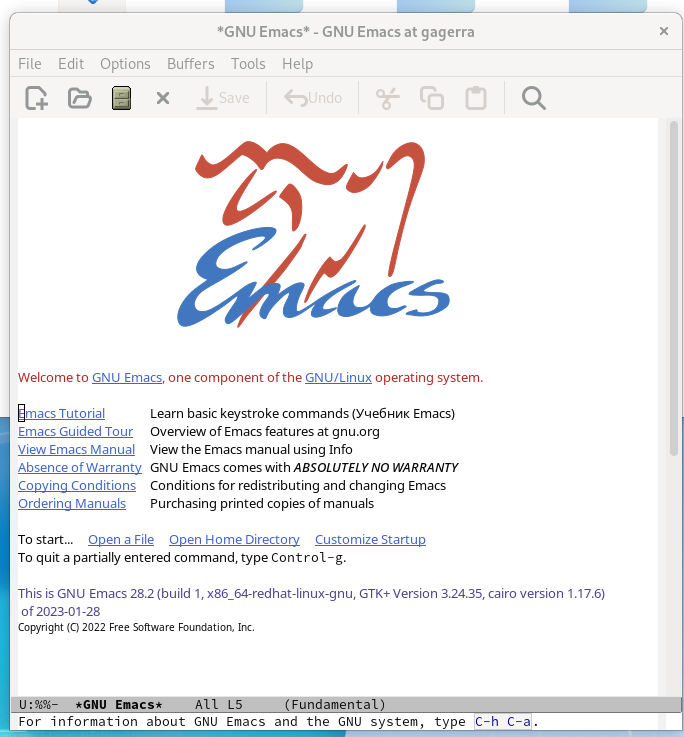 *GNU Emacs* - GNU Emacs at gagerra
File Edit Options Buffers Tools Help
Save Undo
Emacs
Welcome to GNU Emacs, one component of the GNU/Linux operating system.
Emacs Tutorial Learn basic keystroke commands (Учебник Emacs)
Emacs Guided Tour Overview of Emacs features at gnu.org
View Emacs Manual View the Emacs manual using Info
Absence of Warranty GNU Emacs comes with ABSOLUTELY NO WARRANTY
Copying Conditions Conditions for redistributing and changing Emacs
Ordering Manuals Purchasing printed copies of manuals
To start... Open a File Open Home Directory Customize Startup
To quit a partially entered command, type Control-g.
This is GNU Emacs 28.2 (build 1, x86_64-redhat-linux-gnu, GTK+ Version 3.24.35, cairo version 1.17.6)
of 2023-01-28
Copyright (C) 2022 Free Software Foundation, Inc.
U:%%- *GNU Emacs* All L5 (Fundamental)
For information about GNU Emacs and the GNU system, type C-h C-a.